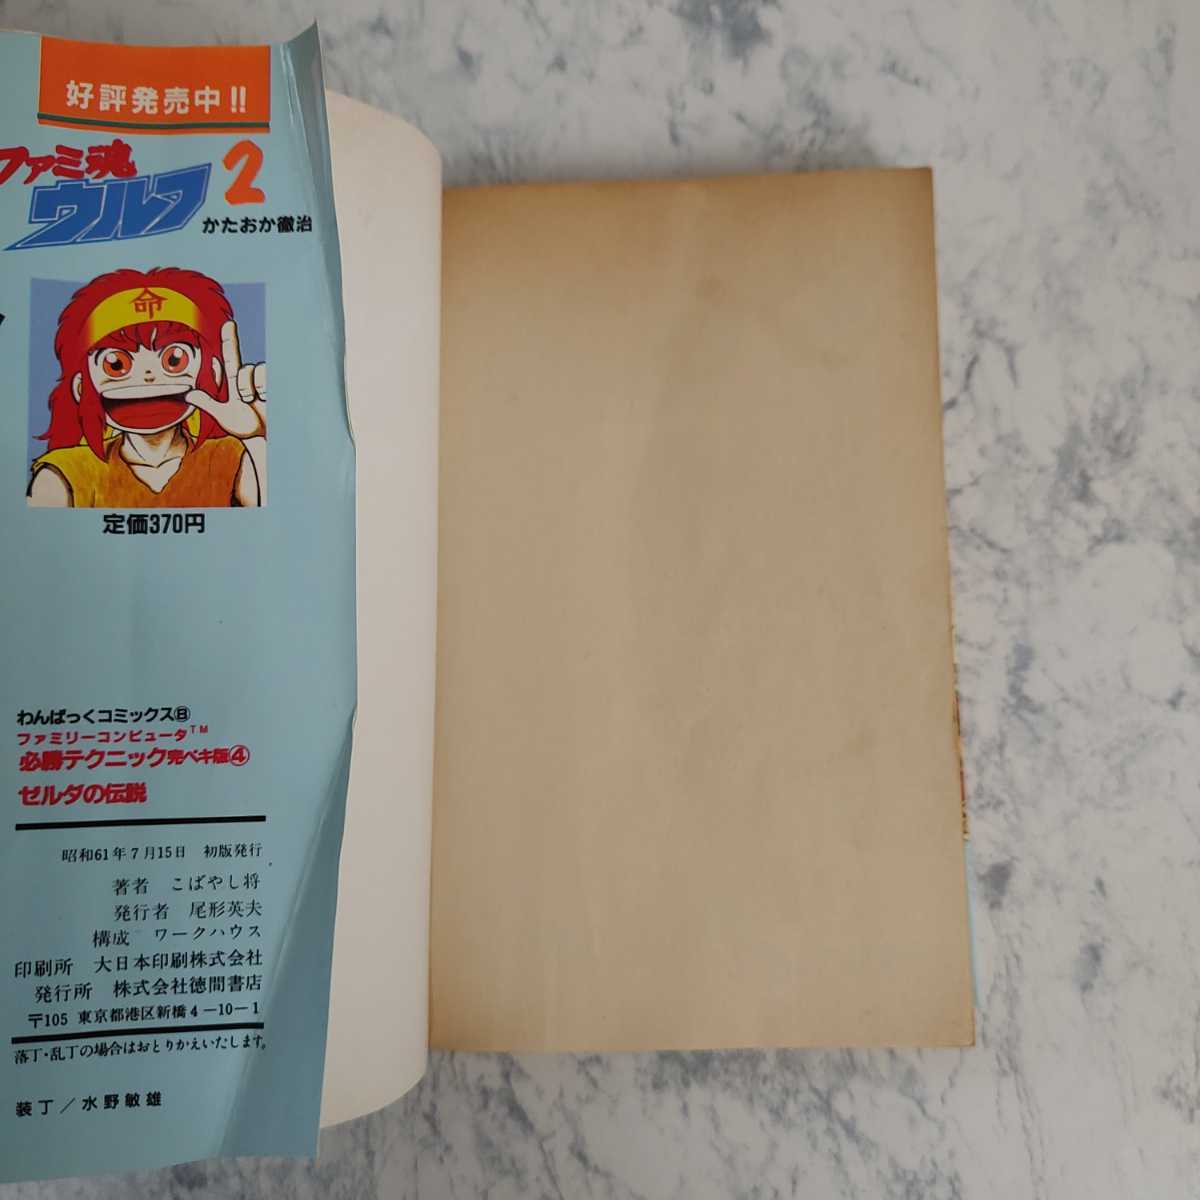 好評発売中!!
ファミ魂
ウルフ2
かたおか徹治
命
定価370円
わんぱっくコミックス⑧
ファミリーコンピュータTM
必勝テクニック完ペキ版④
ゼルダの伝説
昭和61年7月15日 初版発行
著者 こばやし将
発行者 尾形英夫
構成 ワークハウス
印刷所 大日本印刷株式会社
発行所 株式会社徳間書店
〒105 東京都港区新橋4-10-1
落丁・乱丁の場合はおとりかえいたします。
装丁/水野敏雄